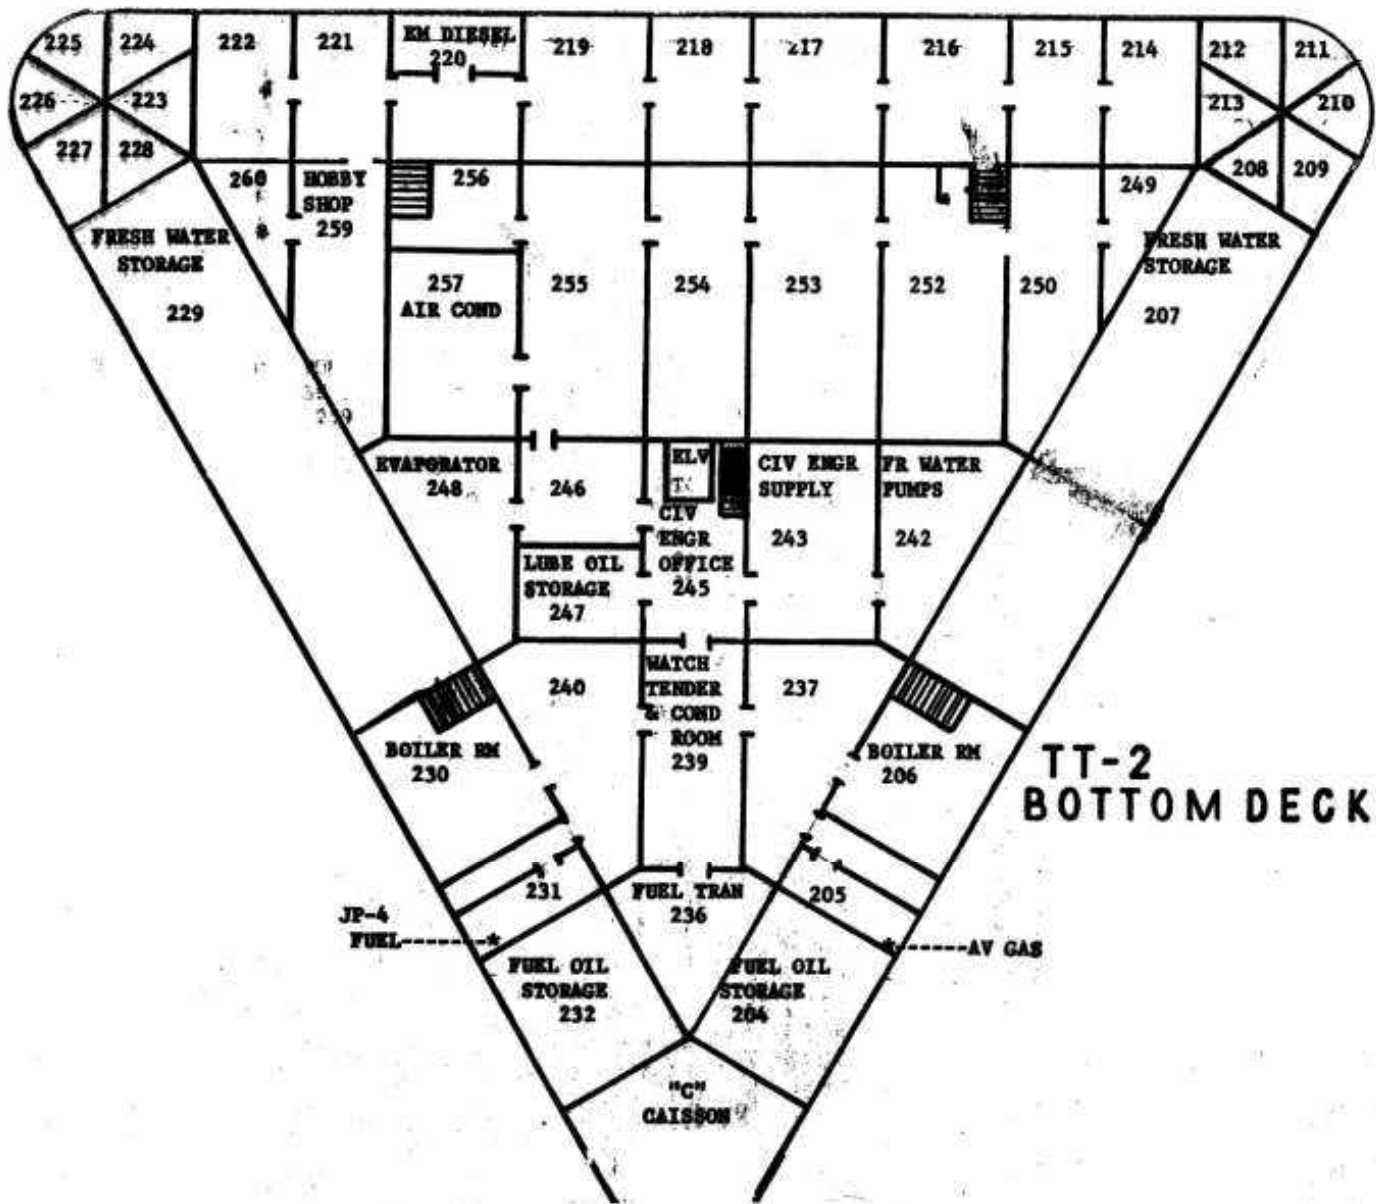 225
224
222
221
EM DIESEL
220
219
218
217
216
215
214
212
211
226
223
213
210
227
228
208
209
260
HOBBY
SHOP
259
256
249
FRESH WATER
STORAGE
229
257
AIR COND
255
254
253
252
250
FRESH WATER
STORAGE
207
EVAPORATOR
248
246
ELV
CIV
ENGR
OFFICE
245
CIV ENGR
SUPPLY
243
FR WATER
PUMPS
242
LUBE OIL
STORAGE
247
240
WATCH
TENDER
& COND
ROOM
239
237
BOILER RM
230
BOILER RM
206
TT-2
BOTTOM DECK
231
FUEL TRAN
236
205
JP-4
FUEL------*
*------AV GAS
FUEL OIL
STORAGE
232
FUEL OIL
STORAGE
204
"C"
CAISSON